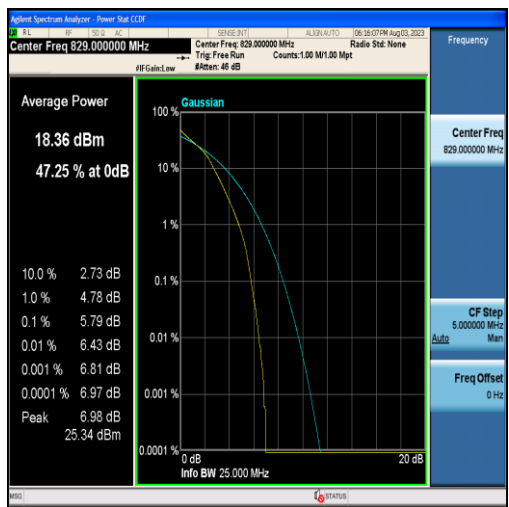 Agilent Spectrum Analyzer - Power Stat CCDF
RL RF 50 Ω AC SENSE:INT ALIGN AUTO 06:16:07 PM Aug 03, 2023
Center Freq 829.000000 MHz
Center Freq: 829.000000 MHz
Radio Std: None
Trig: Free Run
Counts:1.00 M/1.00 Mpt
#IFGain:Low
#Atten: 46 dB
Frequency
Average Power
18.36 dBm
47.25 % at 0dB
10.0 % 2.73 dB
1.0 % 4.78 dB
0.1 % 5.79 dB
0.01 % 6.43 dB
0.001 % 6.81 dB
0.0001 % 6.97 dB
Peak 6.98 dB
25.34 dBm
Gaussian
100 %
10 %
1 %
0.1 %
0.01 %
0.001 %
0.0001 %
0 dB
20 dB
Info BW 25.000 MHz
Center Freq
829.000000 MHz
CF Step
5.000000 MHz
Auto Man
Freq Offset
0 Hz
MSG
STATUS